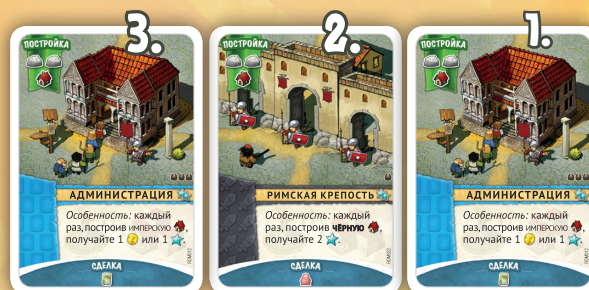 3.
ПОСТРОЙКА
АДМИНИСТРАЦИЯ
Особенность: каждый
раз, построив ИМПЕРСКУЮ,
получайте 1 или 1.
СДЕЛКА
ROM012
2.
ПОСТРОЙКА
РИМСКАЯ КРЕПОСТЬ
Особенность: каждый
раз, построив ЧЁРНУЮ,
получайте 2.
СДЕЛКА
1.
ПОСТРОЙКА
АДМИНИСТРАЦИЯ
Особенность: каждый
раз, построив ИМПЕРСКУЮ,
получайте 1 или 1.
СДЕЛКА
ROM012